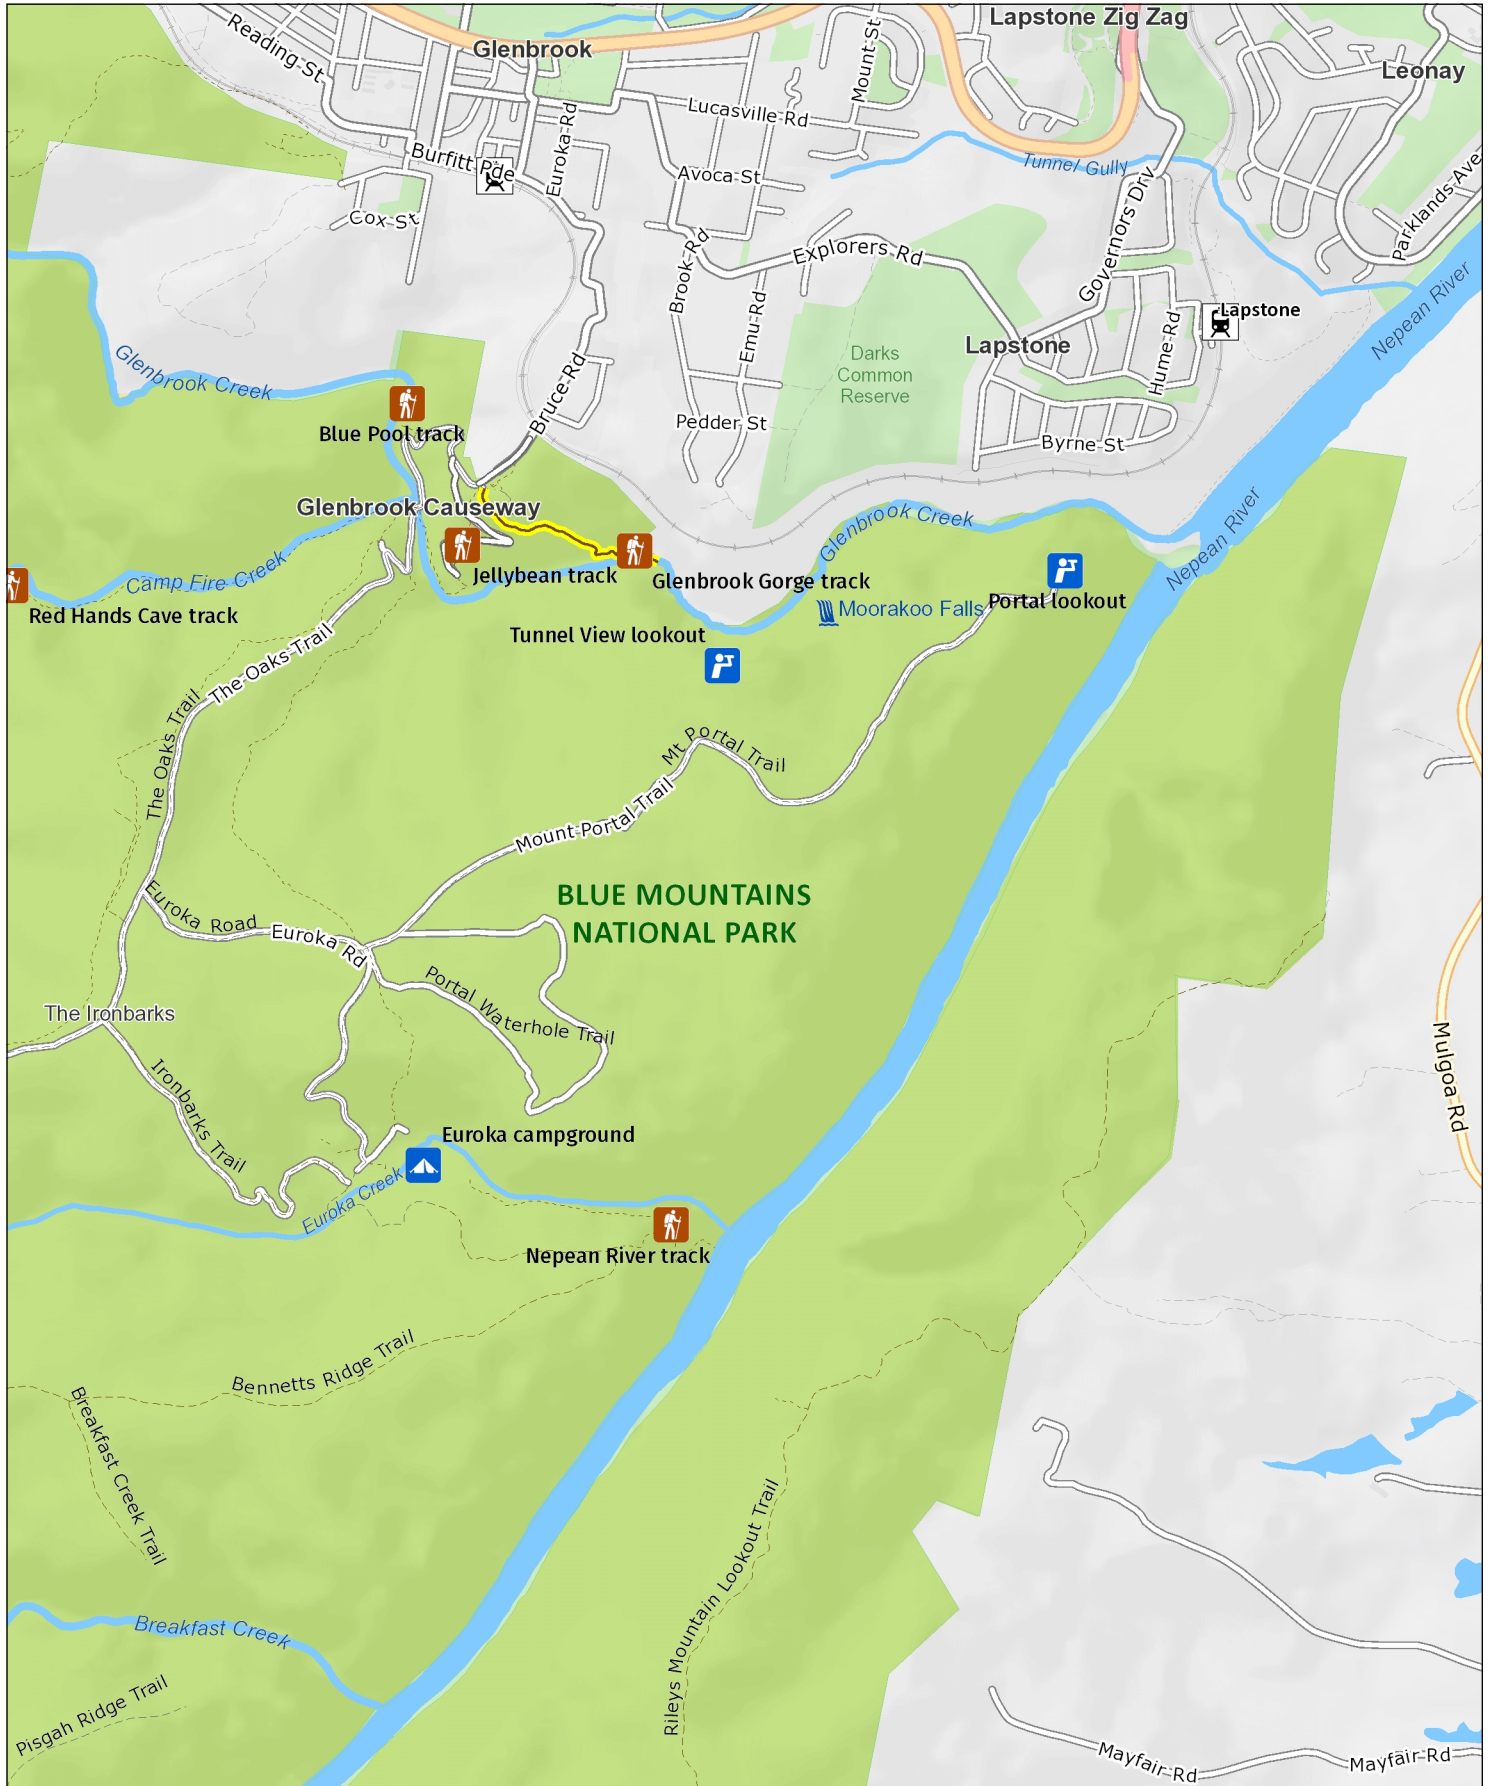 Lapstone Zig Zag
Glenbrook
Reading St
Mount St
Leonay
Lucasville Rd
Euroka Rd
Burfitt Pde
Avoca St
Tunnel Gully
Parklands Ave
Cox St
Governors Drv
Explorers Rd
Brook Rd
Emu Rd
Nepean River
Lapstone
Lapstone
Hume Rd
Glenbrook Creek
Darks
Common
Reserve
Bruce Rd
Pedder St
Blue Pool track
Byrne St
Glenbrook Causeway
Glenbrook Creek
Nepean River
Camp Fire Creek
Jellybean track
Glenbrook Gorge track
Red Hands Cave track
Moorakoo Falls
Portal lookout
Tunnel View lookout
The Oaks Trail
The Oaks Trail
Mt Portal Trail
Mount Portal Trail
BLUE MOUNTAINS
NATIONAL PARK
Euroka Road
Euroka Rd
Portal Waterhole Trail
The Ironbarks
Mulgoa Rd
Ironbarks Trail
Euroka campground
Euroka Creek
Nepean River track
Bennetts Ridge Trail
Breakfast Creek Trail
Rileys Mountain Lookout Trail
Breakfast Creek
Pisgah Ridge Trail
Mayfair Rd
Mayfair Rd